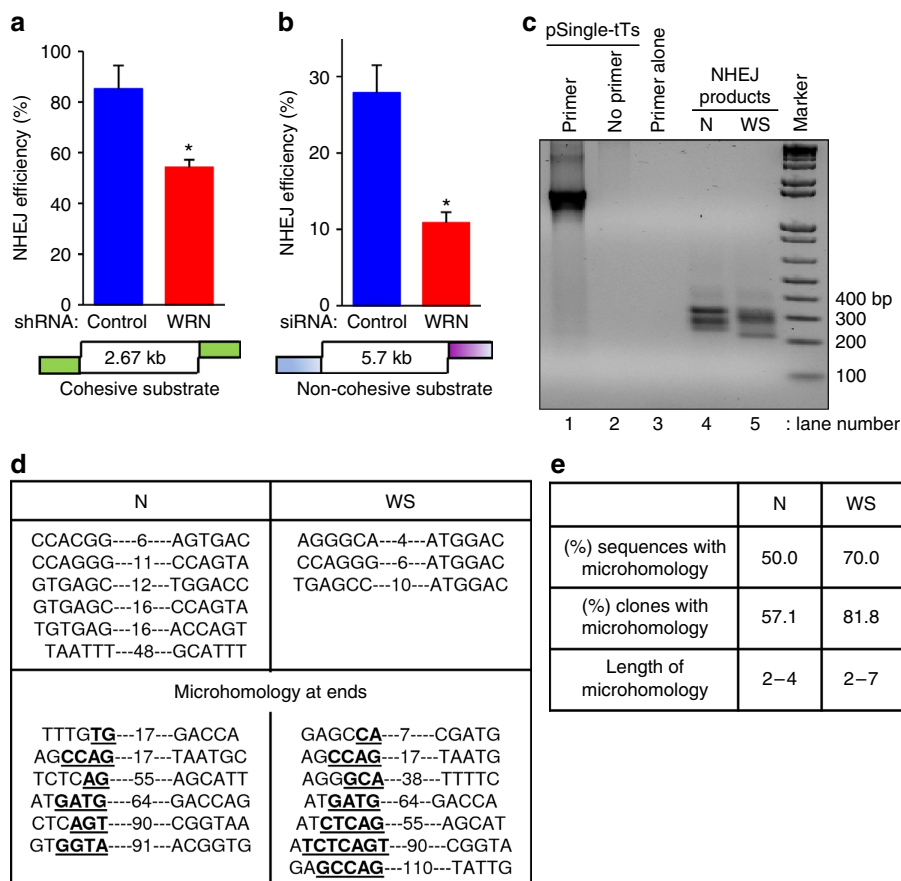 a
100
80
60
40
20
0
NHEJ efficiency (%)
*
shRNA: Control WRN
2.67 kb
Cohesive substrate
b
30
20
10
0
NHEJ efficiency (%)
*
siRNA: Control WRN
5.7 kb
Non-cohesive substrate
c
pSingle-tTs
Primer
No primer
Primer alone
NHEJ
products
N WS
Marker
400 bp
300
200
100
1 2 3 4 5 : lane number
d
N WS
CCACGG---6---AGTGAC AGGGCA---4---ATGGAC
CCAGGG---11---CCAGTA CCAGGG---6---ATGGAC
GTGAGC---12---TGGACC TGAGCC---10---ATGGAC
GTGAGC---16---CCAGTA
TGTGAG---16---ACCAGT
TAATTT---48---GCATTT
Microhomology at ends
TTTGTG---17---GACCA GAGCCA---7----CGATG
AGCCAG---17---TAATGC AGCCAG---17---TAATG
TCTCAG---55---AGCATT AGGGCA---38---TTTTC
ATGATG---64---GACCAG ATGATG---64---GACCA
CTCAGT---90---CGGTAA ATCTCAG---55---AGCAT
GTGGTA---91---ACGGTG ATCTCAGT---90---CGGTA
GAGCCAG---110---TATTG
e
N WS
(%) sequences with
microhomology
50.0 70.0
(%) clones with
microhomology
57.1 81.8
Length of
microhomology
2–4 2–7